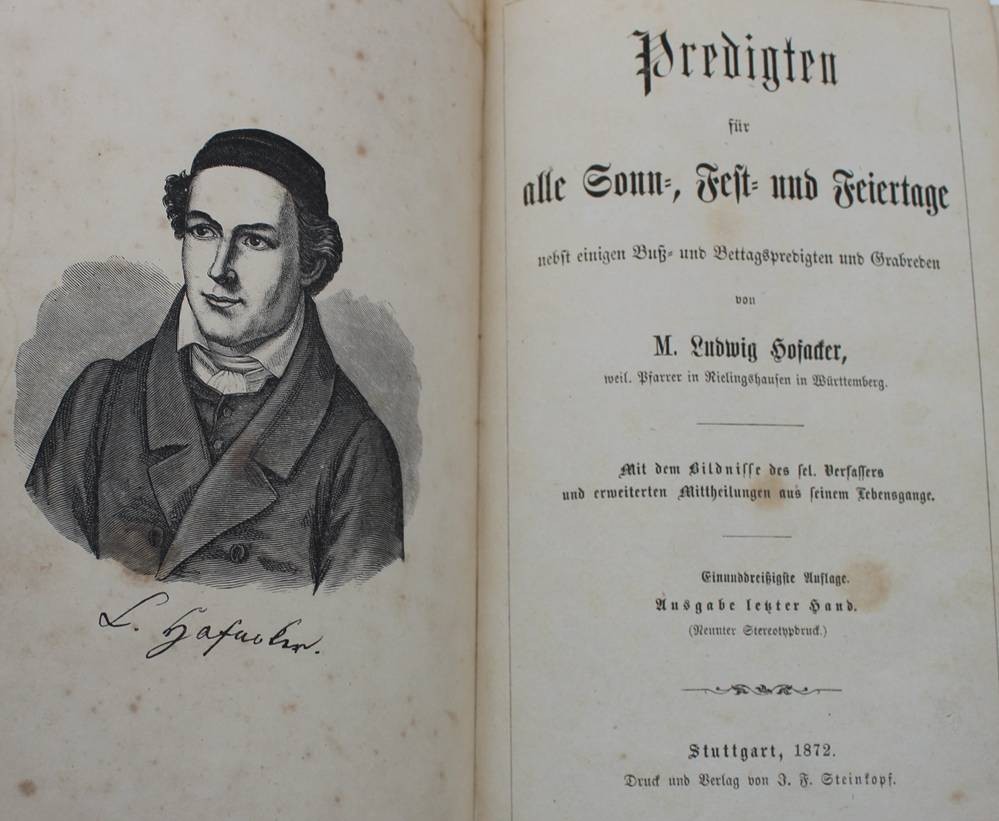 L. Hofacker.
Predigten
für
alle Sonn-, Fest- und Feiertage
nebst einigen Buß- und Bettagspredigten und Grabreden
von
M. Ludwig Hofacker,
weil. Pfarrer in Rielingshausen in Württemberg.
Mit dem Bildnisse des sel. Verfassers
und erweiterten Mittheilungen aus seinem Lebensgange.
Einunddreißigste Auflage.
Ausgabe letzter Hand.
(Neunter Stereotypdruck.)
Stuttgart, 1872.
Druck und Verlag von J. F. Steinkopf.